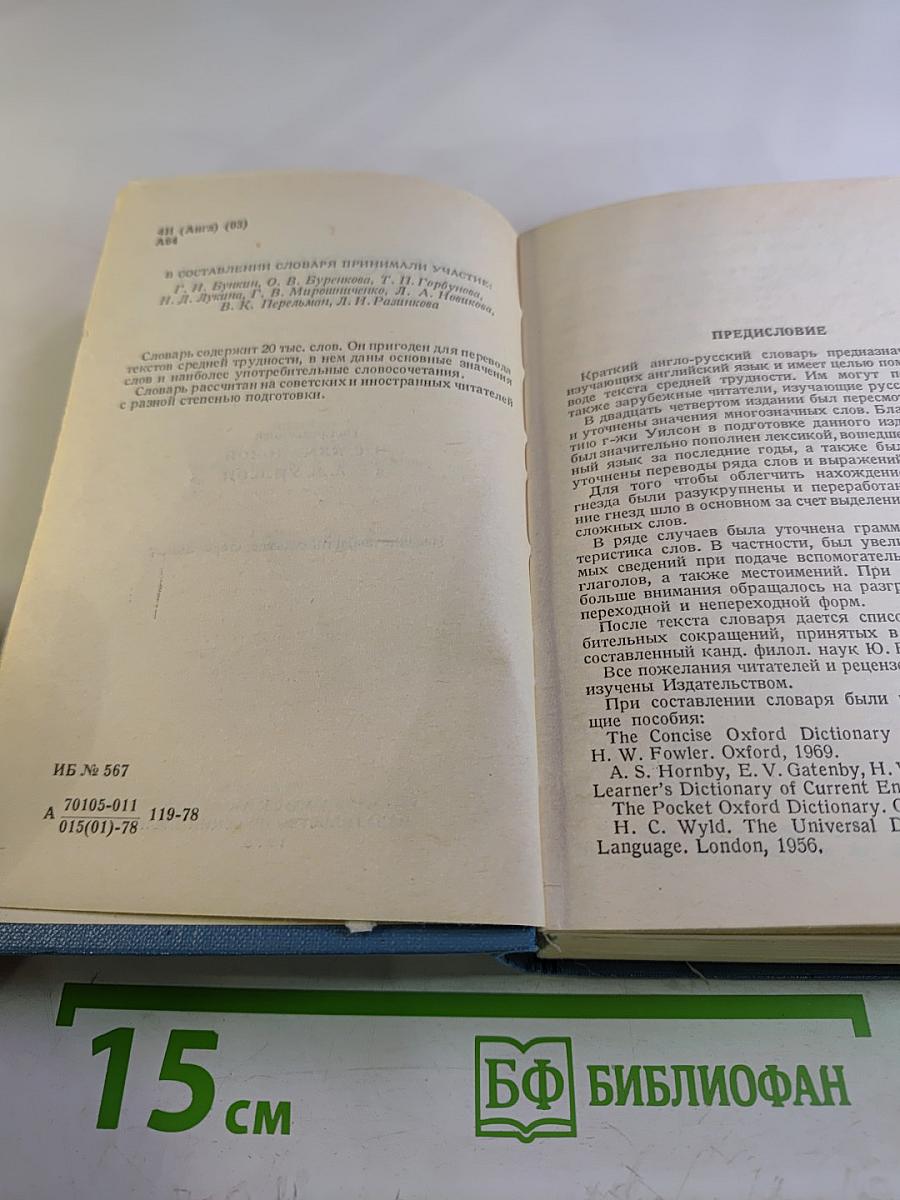 4И (Англ) (03)
А64
В СОСТАВЛЕНИИ СЛОВАРЯ ПРИНИМАЛИ УЧАСТИЕ:
Г. И. Бункин, О. В. Буренкова, Т. П. Горбунова,
Н. Л. Лукина, Г. В. Мирошниченко, Л. А. Новикова,
В. К. Перельман, Л. И. Разинкова
Словарь содержит 20 тыс. слов. Он пригоден для перевода
текстов средней трудности, в нем даны основные значения
слов и наиболее употребительные словосочетания.
Словарь рассчитан на советских и иностранных читателей
с разной степенью подготовки.
ИБ № 567
А 70105-011 119-78
015(01)-78
ПРЕДИСЛОВИЕ
Краткий англо-русский словарь предназнач
изучающих английский язык и имеет целью пом
воде текста средней трудности. Им могут п
также зарубежные читатели, изучающие русс
В двадцать четвертом издании был пересмот
и уточнены значения многозначных слов. Бла
тию г-жи Уилсон в подготовке данного изд
был значительно пополнен лексикой, вошедше
ный язык за последние годы, а также был
уточнены переводы ряда слов и выражений
Для того чтобы облегчить нахождение
гнезда были разукрупнены и переработан
ние гнезд шло в основном за счет выделени
сложных слов.
В ряде случаев была уточнена грамм
теристика слов. В частности, был увели
мых сведений при подаче вспомогатель
глаголов, а также местоимений. При
больше внимания обращалось на разгр
переходной и непереходной форм.
После текста словаря дается списо
бительных сокращений, принятых в
составленный канд. филол. наук Ю.
Все пожелания читателей и рецензе
изучены Издательством.
При составлении словаря были
щие пособия:
The Concise Oxford Dictionary
H. W. Fowler. Oxford, 1969.
A. S. Hornby, E. V. Gatenby, H.
Learner's Dictionary of Current En
The Pocket Oxford Dictionary.
H. C. Wyld. The Universal D
Language. London, 1956.
15 см
БФ БИБЛИОФАН